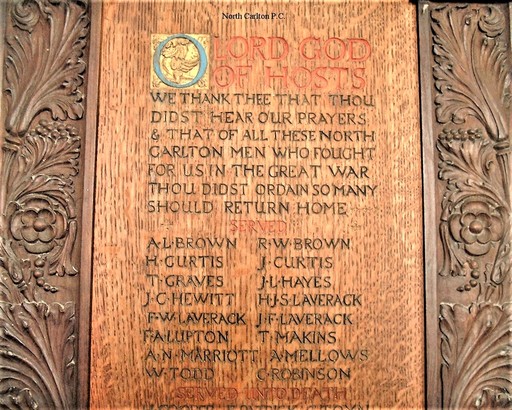 North Carlton P.C.
O LORD GOD
OF HOSTS
WE THANK THEE THAT THOU
DIDST HEAR OUR PRAYERS
& THAT OF ALL THESE NORTH
CARLTON MEN WHO FOUGHT
FOR US IN THE GREAT WAR
THOU DIDST ORDAIN SO MANY
SHOULD RETURN HOME
SERVED
A·L·BROWN R·W·BROWN
H·CURTIS J·CURTIS
T·GRAVES J·L·HAYES
J·C·HEWITT H·J·S·LAVERACK
F·W·LAVERACK J·F·LAVERACK
F·A·LUPTON T·MAKINS
A·N·MARRIOTT A·MELLOWS
W·TODD C·ROBINSON
SERVED UNTO DEATH